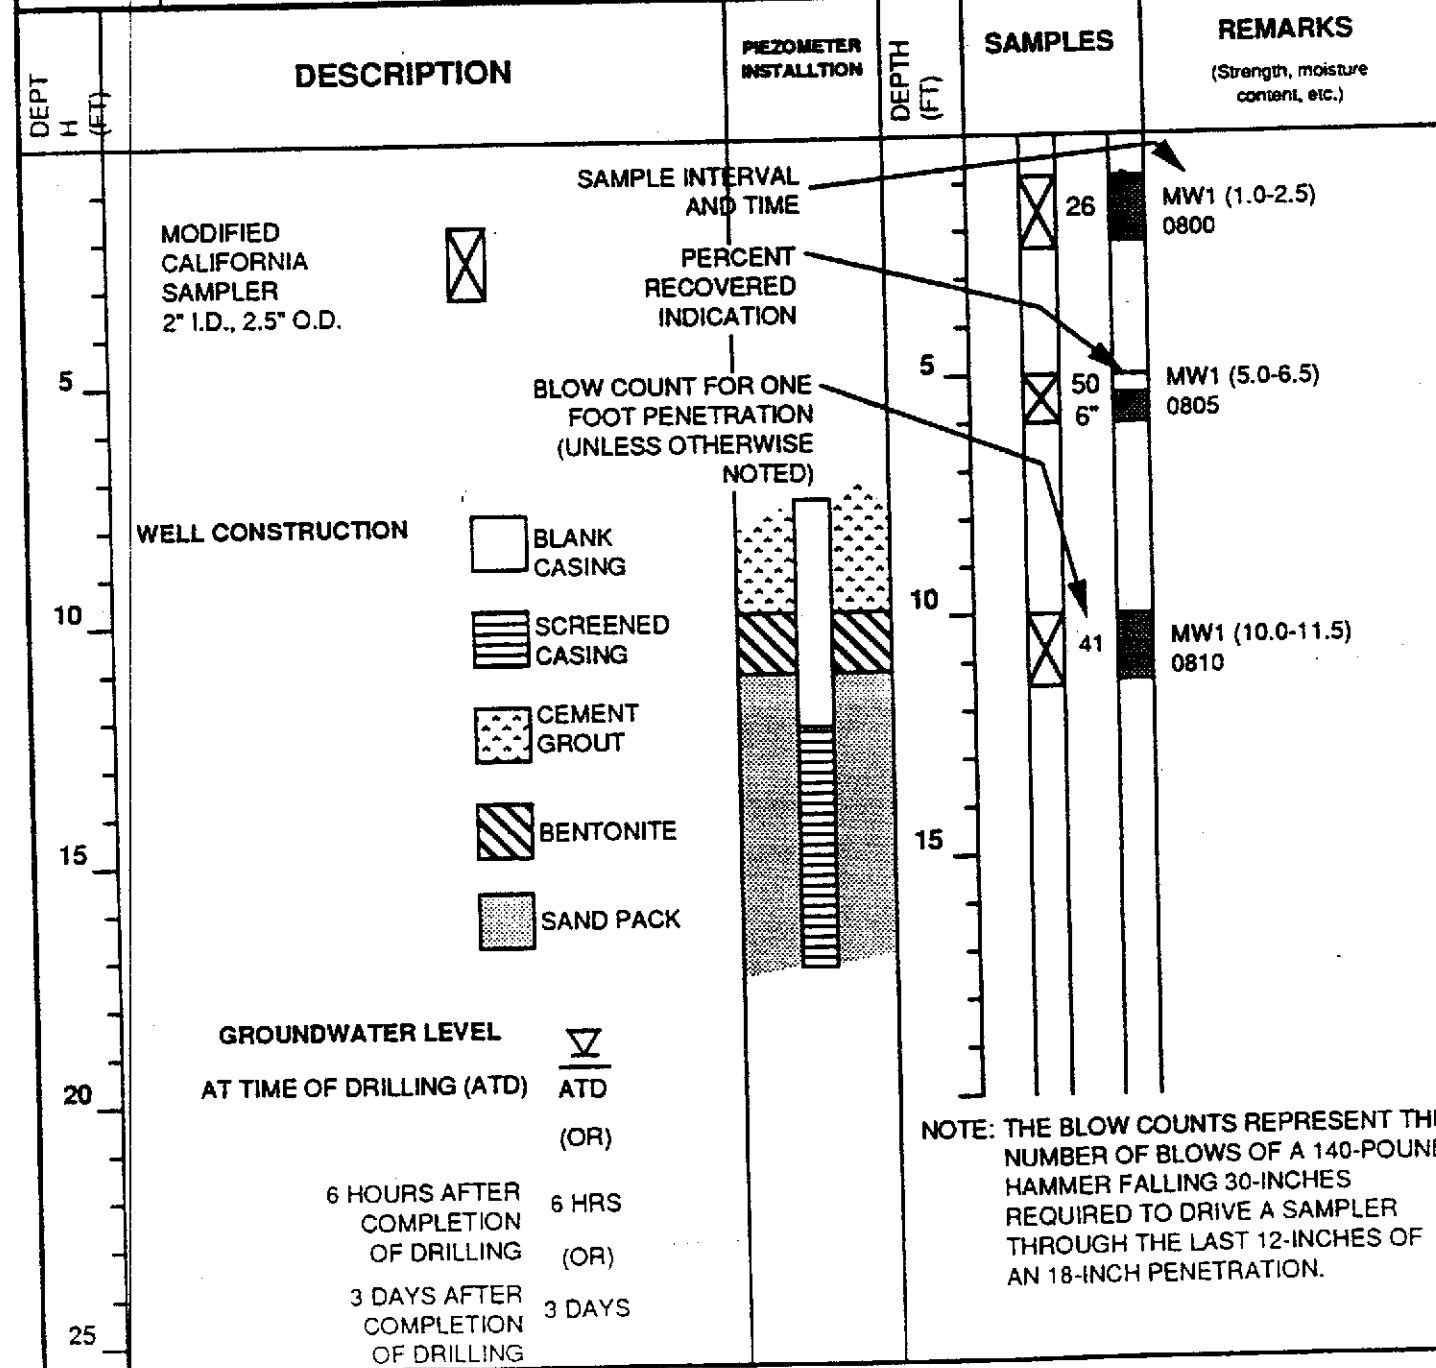 DEPT
H
(FT)
DESCRIPTION
PIEZOMETER
INSTALLTION
DEPTH
(FT)
SAMPLES
REMARKS
(Strength, moisture
content, etc.)
SAMPLE INTERVAL
AND TIME
26
MW1 (1.0-2.5)
0800
MODIFIED
CALIFORNIA
SAMPLER
2" I.D., 2.5" O.D.
PERCENT
RECOVERED
INDICATION
5
5
50
6"
MW1 (5.0-6.5)
0805
BLOW COUNT FOR ONE
FOOT PENETRATION
(UNLESS OTHERWISE
NOTED)
WELL CONSTRUCTION
BLANK
CASING
10
10
SCREENED
CASING
41
MW1 (10.0-11.5)
0810
CEMENT
GROUT
15
15
BENTONITE
SAND PACK
GROUNDWATER LEVEL
AT TIME OF DRILLING (ATD)
ATD
20
(OR)
6 HOURS AFTER
COMPLETION
OF DRILLING
6 HRS
(OR)
3 DAYS AFTER
COMPLETION
OF DRILLING
3 DAYS
25
NOTE: THE BLOW COUNTS REPRESENT TH
NUMBER OF BLOWS OF A 140-POUN
HAMMER FALLING 30-INCHES
REQUIRED TO DRIVE A SAMPLER
THROUGH THE LAST 12-INCHES OF
AN 18-INCH PENETRATION.